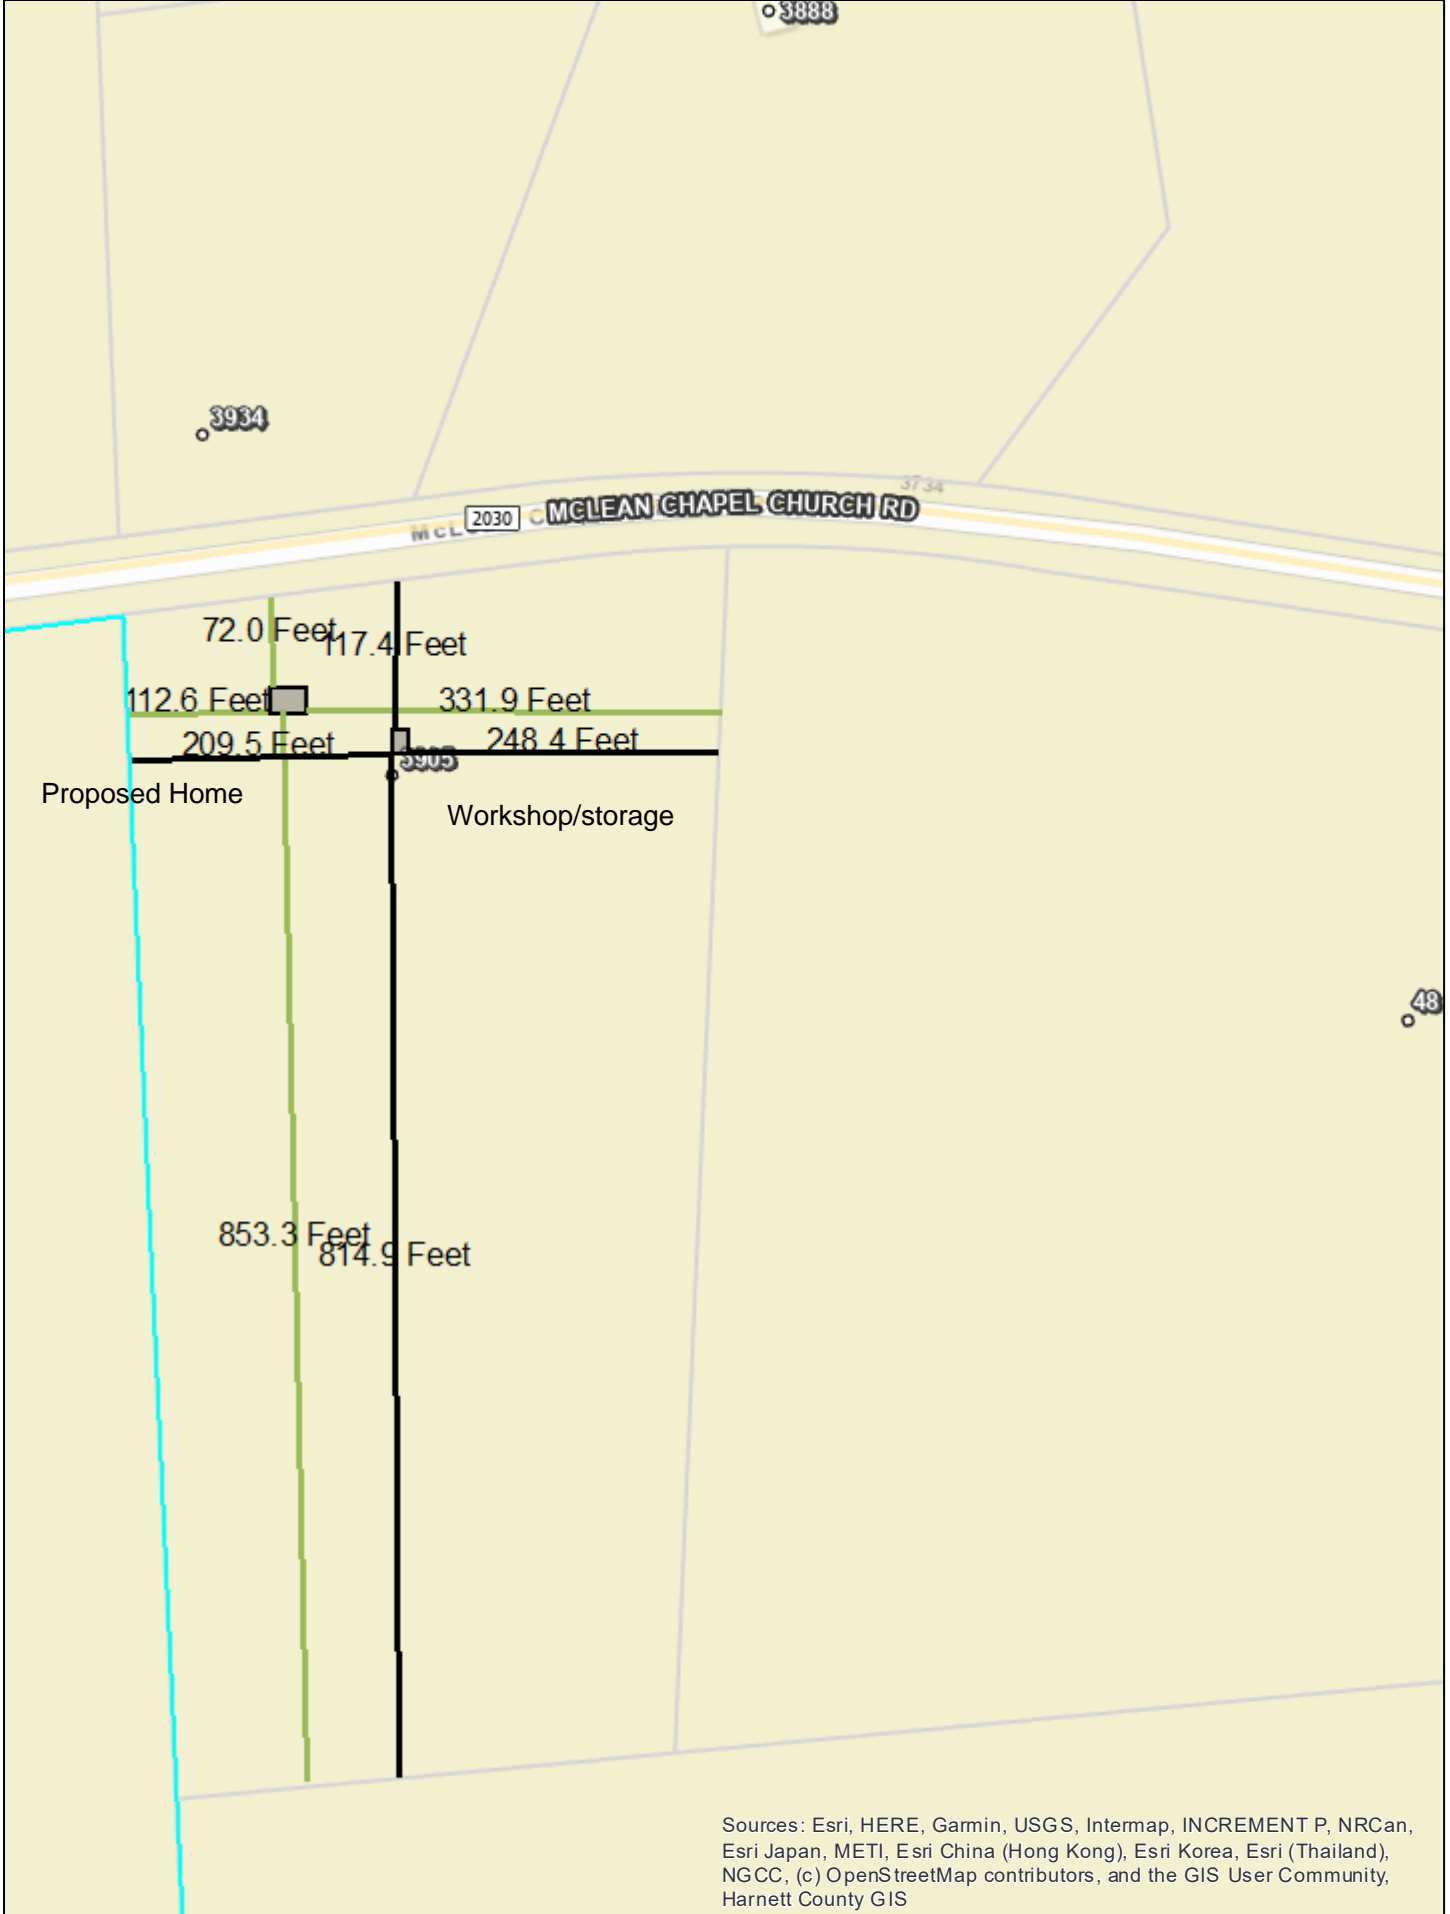 3888
3934
3734
2030
MCLEAN CHAPEL CHURCH RD
72.0 Feet
117.4 Feet
112.6 Feet
331.9 Feet
209.5 Feet
248.4 Feet
3905
Proposed Home
Workshop/storage
48
853.3 Feet
814.9 Feet
Sources: Esri, HERE, Garmin, USGS, Intermap, INCREMENT P, NRCan,
Esri Japan, METI, Esri China (Hong Kong), Esri Korea, Esri (Thailand),
NGCC, (c) OpenStreetMap contributors, and the GIS User Community,
Harnett County GIS